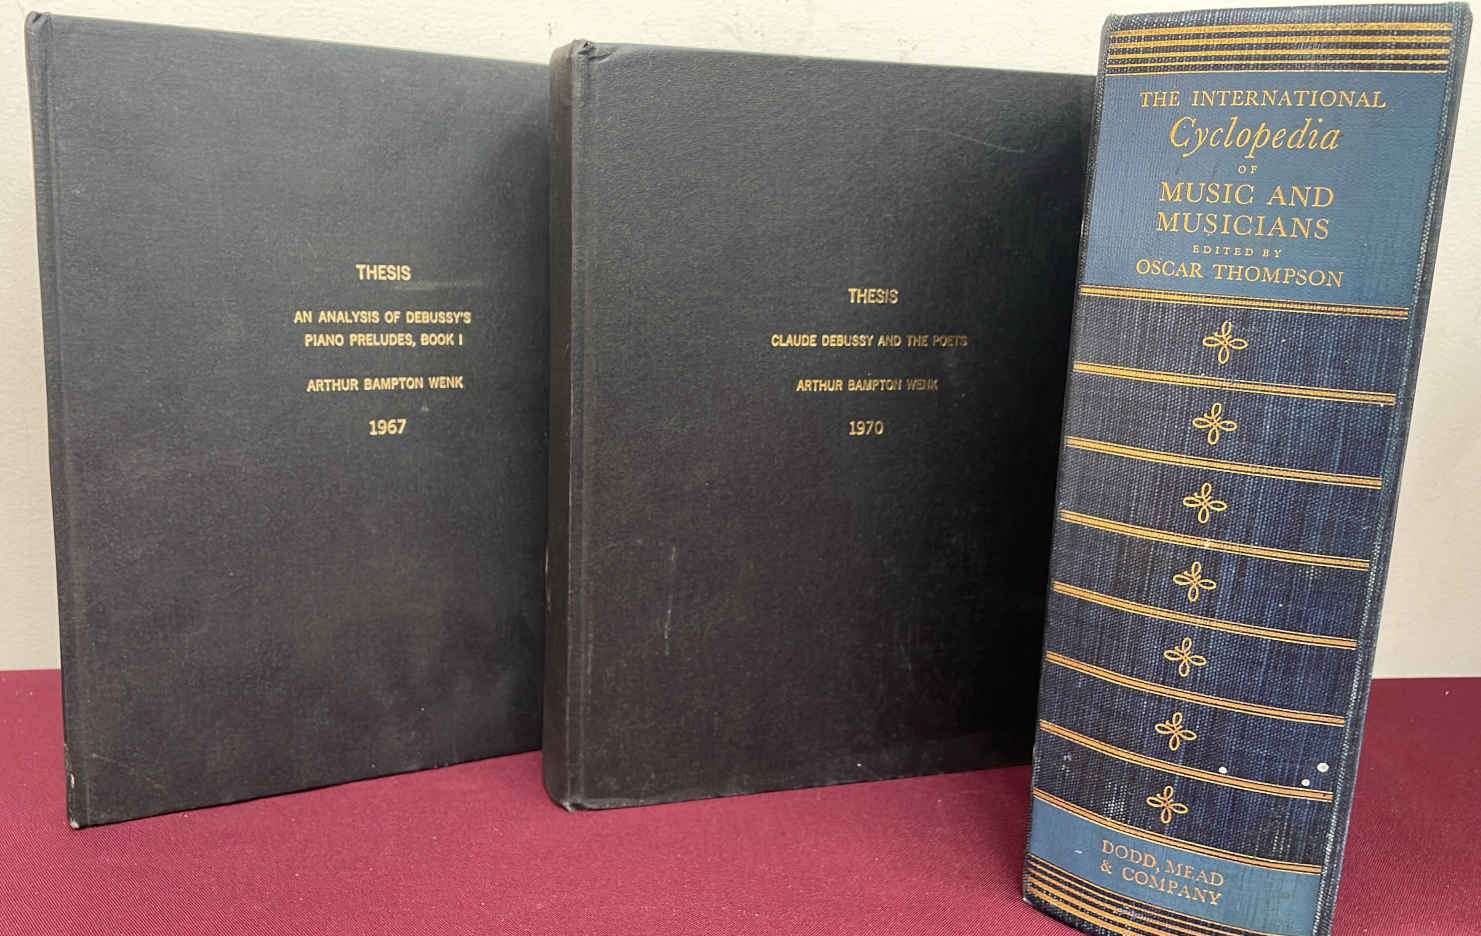 THESIS
AN ANALYSIS OF DEBUSSY'S
PIANO PRELUDES, BOOK I
ARTHUR BAMPTON WENK
1967
THESIS
CLAUDE DEBUSSY AND THE POETS
ARTHUR BAMPTON WENK
1970
THE INTERNATIONAL
Cyclopedia
OF
MUSIC AND
MUSICIANS
EDITED BY
OSCAR THOMPSON
DODD, MEAD
& COMPANY